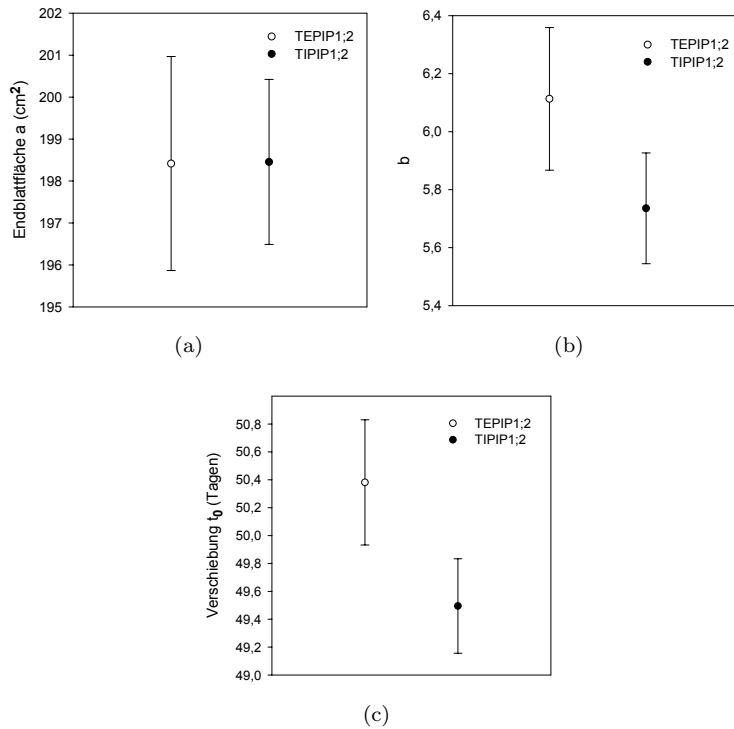 202
201
200
199
198
197
196
195
Endblattfläche a (cm²)
TEPIP1;2
TIPIP1;2
(a)
6,4
6,2
6,0
5,8
5,6
5,4
b
TEPIP1;2
TIPIP1;2
(b)
50,8
50,6
50,4
50,2
50,0
49,8
49,6
49,4
49,2
49,0
Verschiebung t₀ (Tagen)
TEPIP1;2
TIPIP1;2
(c)